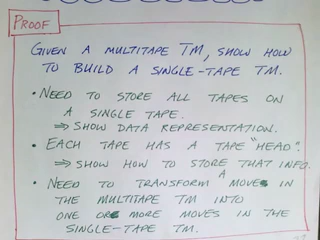 PROOF
GIVEN A MULTITAPE TM, SHOW HOW
TO BUILD A SINGLE-TAPE TM.
• NEED TO STORE ALL TAPES ON
A SINGLE TAPE.
⇒ SHOW DATA REPRESENTATION.
• EACH TAPE HAS A TAPE "HEAD".
⇒ SHOW HOW TO STORE THAT INFO.
• NEED TO TRANSFORM A MOVE IN
THE MULTITAPE TM INTO
ONE OR MORE MOVES IN THE
SINGLE-TAPE TM.